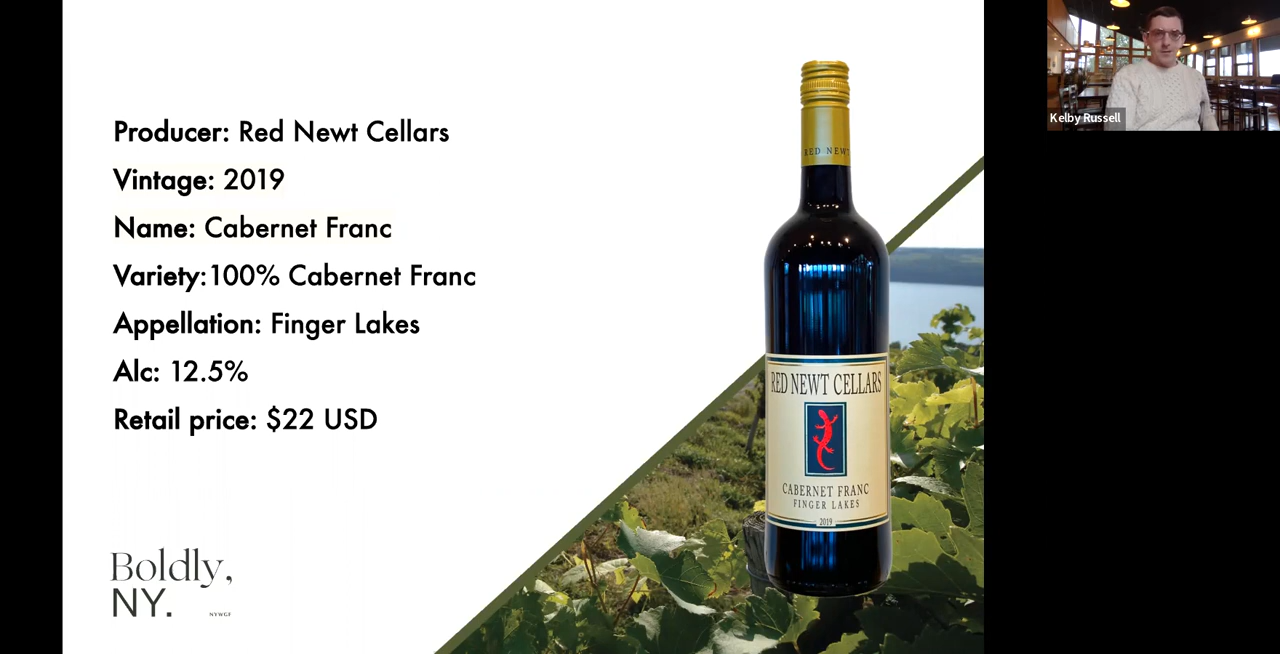 Producer: Red Newt Cellars
Vintage: 2019
Name: Cabernet Franc
Variety:100% Cabernet Franc
Appellation: Finger Lakes
Alc: 12.5%
Retail price: $22 USD
Boldly,
NY.
NYWGF
RED NEWT
RED NEWT CELLARS
CABERNET FRANC
FINGER LAKES
2019
Kelby Russell